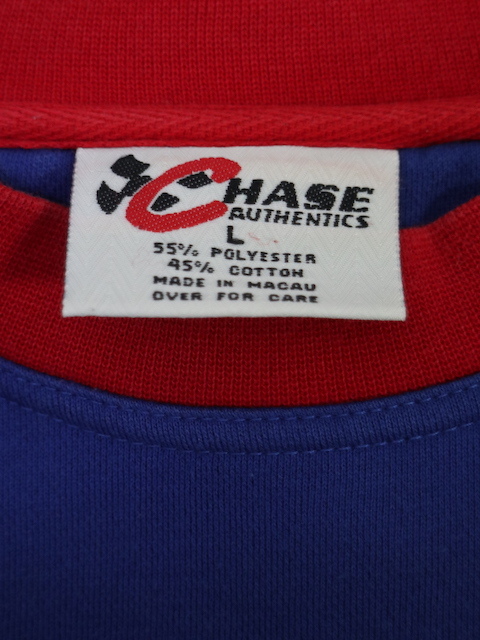 CHASE
AUTHENTICS
L
55% POLYESTER
45% COTTON
MADE IN MACAU
OVER FOR CARE